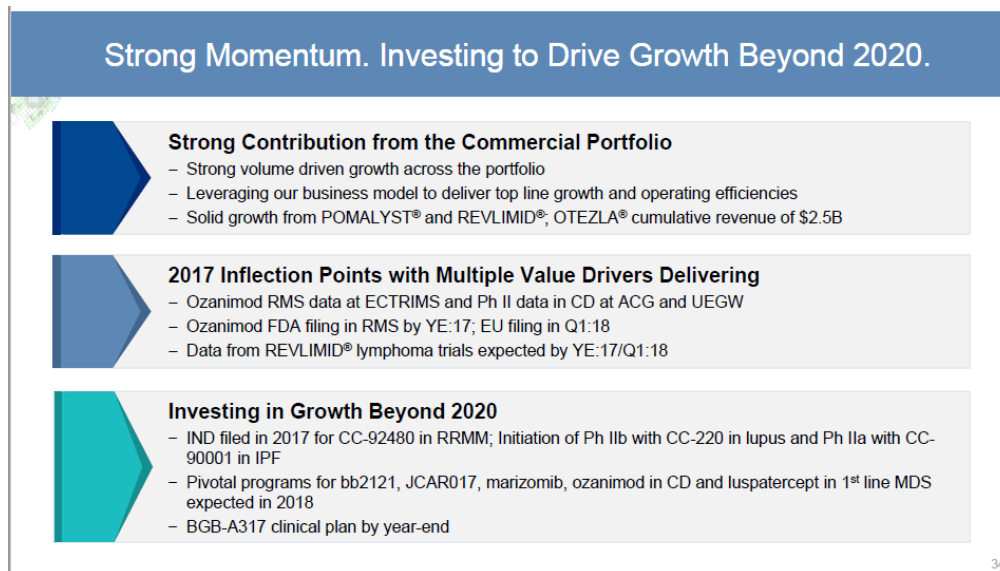 Strong Momentum. Investing to Drive Growth Beyond 2020.
Strong Contribution from the Commercial Portfolio
– Strong volume driven growth across the portfolio
– Leveraging our business model to deliver top line growth and operating efficiencies
– Solid growth from POMALYST® and REVLIMID®; OTEZLA® cumulative revenue of $2.5B
2017 Inflection Points with Multiple Value Drivers Delivering
– Ozanimod RMS data at ECTRIMS and Ph II data in CD at ACG and UEGW
– Ozanimod FDA filing in RMS by YE:17; EU filing in Q1:18
– Data from REVLIMID® lymphoma trials expected by YE:17/Q1:18
Investing in Growth Beyond 2020
– IND filed in 2017 for CC-92480 in RRMM; Initiation of Ph IIb with CC-220 in lupus and Ph IIa with CC-
90001 in IPF
– Pivotal programs for bb2121, JCAR017, marizomib, ozanimod in CD and luspatercept in 1st line MDS
expected in 2018
– BGB-A317 clinical plan by year-end
34